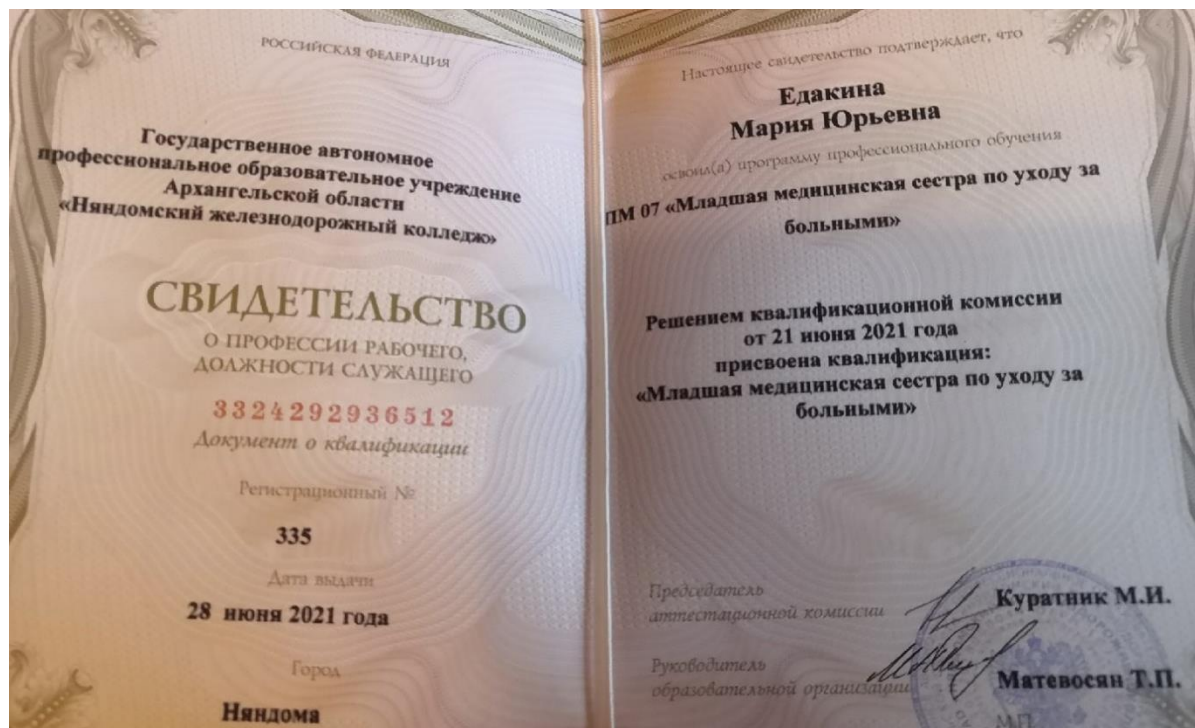 РОССИЙСКАЯ ФЕДЕРАЦИЯ
Государственное автономное
профессиональное образовательное учреждение
Архангельской области
«Няндомский железнодорожный колледж»
СВИДЕТЕЛЬСТВО
О ПРОФЕССИИ РАБОЧЕГО,
ДОЛЖНОСТИ СЛУЖАЩЕГО
3324292936512
Документ о квалификации
Регистрационный №
335
Дата выдачи
28 июня 2021 года
Город
Няндома
Настоящее свидетельство подтверждает, что
Едакина
Мария Юрьевна
освоил(а) программу профессионального обучения
ПМ 07 «Младшая медицинская сестра по уходу за
больными»
Решением квалификационной комиссии
от 21 июня 2021 года
присвоена квалификация:
«Младшая медицинская сестра по уходу за
больными»
Председатель
аттестационной комиссии
Куратник М.И.
Руководитель
образовательной организации
Матевосян Т.П.
М.П.